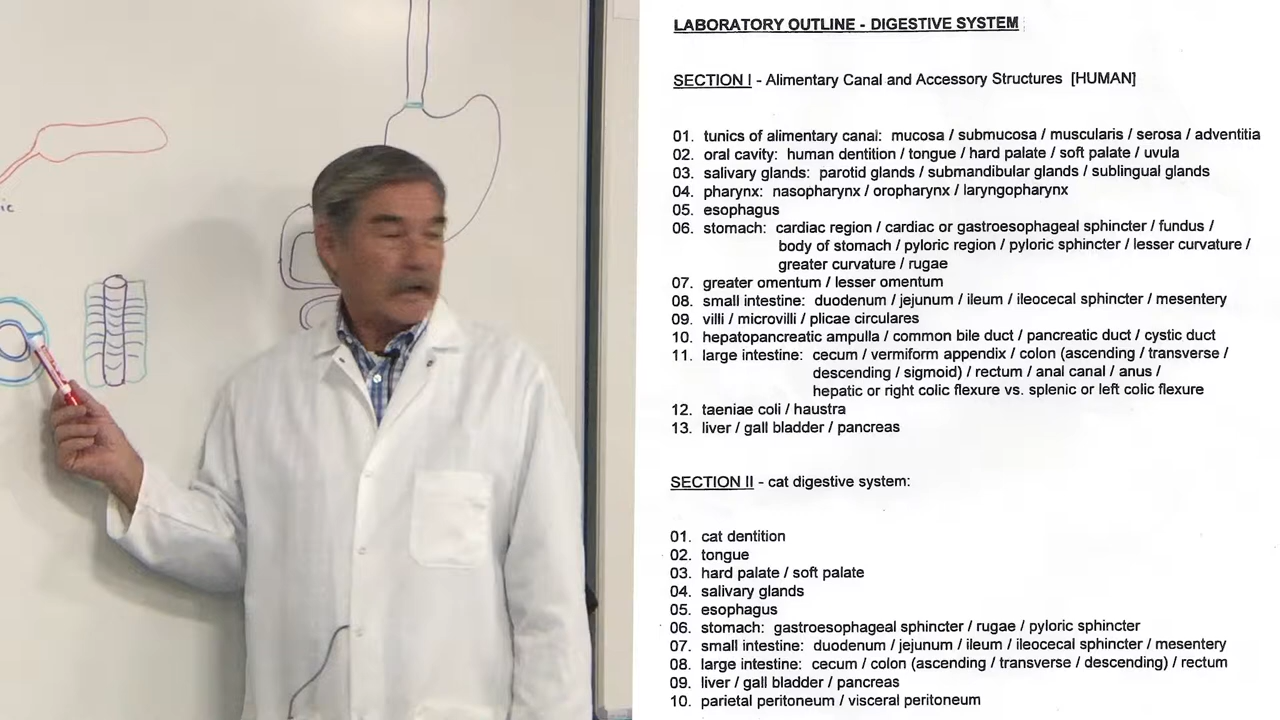 ic
LABORATORY OUTLINE - DIGESTIVE SYSTEM
SECTION I - Alimentary Canal and Accessory Structures [HUMAN]
01. tunics of alimentary canal: mucosa / submucosa / muscularis / serosa / adventitia
02. oral cavity: human dentition / tongue / hard palate / soft palate / uvula
03. salivary glands: parotid glands / submandibular glands / sublingual glands
04. pharynx: nasopharynx / oropharynx / laryngopharynx
05. esophagus
06. stomach: cardiac region / cardiac or gastroesophageal sphincter / fundus /
body of stomach / pyloric region / pyloric sphincter / lesser curvature /
greater curvature / rugae
07. greater omentum / lesser omentum
08. small intestine: duodenum / jejunum / ileum / ileocecal sphincter / mesentery
09. villi / microvilli / plicae circulares
10. hepatopancreatic ampulla / common bile duct / pancreatic duct / cystic duct
11. large intestine: cecum / vermiform appendix / colon (ascending / transverse /
descending / sigmoid) / rectum / anal canal / anus /
hepatic or right colic flexure vs. splenic or left colic flexure
12. taeniae coli / haustra
13. liver / gall bladder / pancreas
SECTION II - cat digestive system:
01. cat dentition
02. tongue
03. hard palate / soft palate
04. salivary glands
05. esophagus
06. stomach: gastroesophageal sphincter / rugae / pyloric sphincter
07. small intestine: duodenum / jejunum / ileum / ileocecal sphincter / mesentery
08. large intestine: cecum / colon (ascending / transverse / descending) / rectum
09. liver / gall bladder / pancreas
10. parietal peritoneum / visceral peritoneum